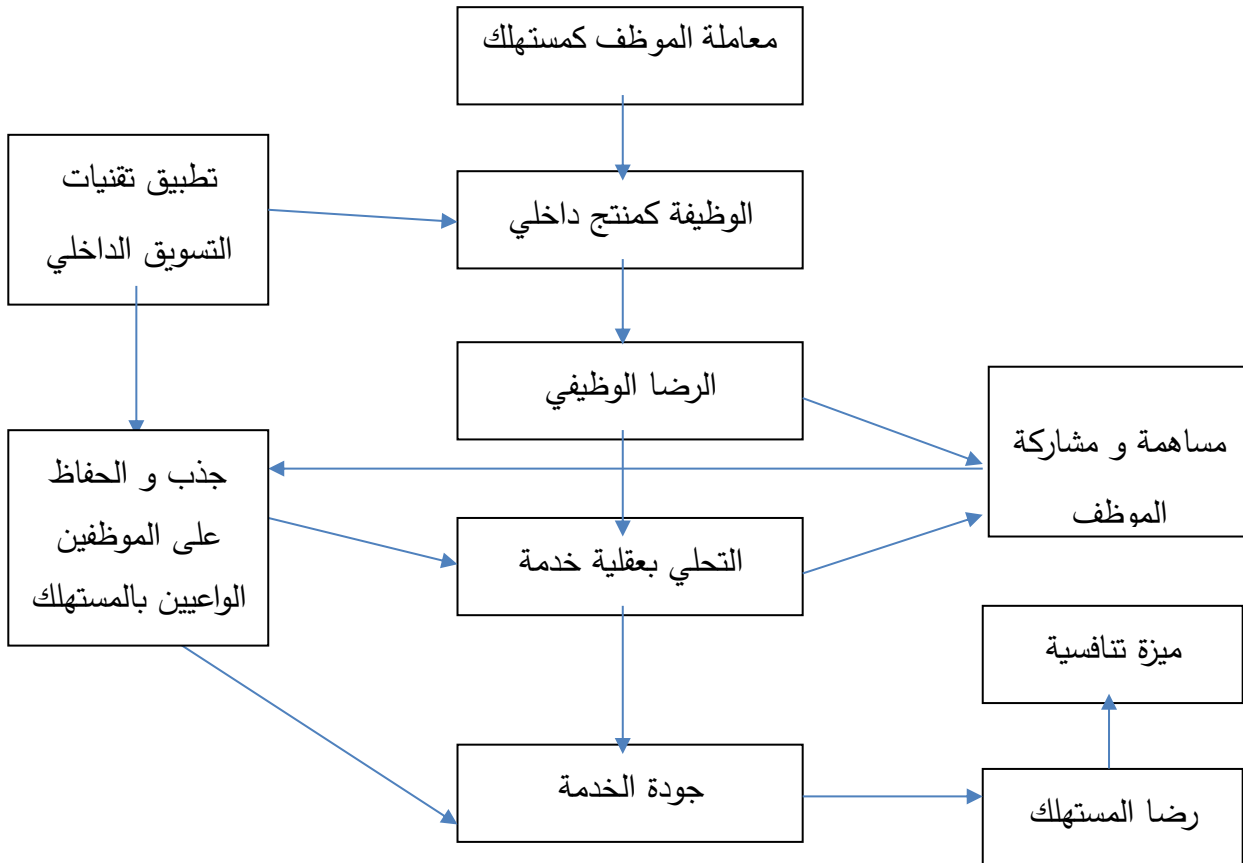 معاملة الموظف كمستهلك
تطبيق تقنيات
التسويق الداخلي
الوظيفة كمنتج داخلي
الرضا الوظيفي
مساهمة و مشاركة
الموظف
جذب و الحفاظ
على الموظفين
الواعيين بالمستهلك
التحلي بعقلية خدمة
ميزة تنافسية
جودة الخدمة
رضا المستهلك